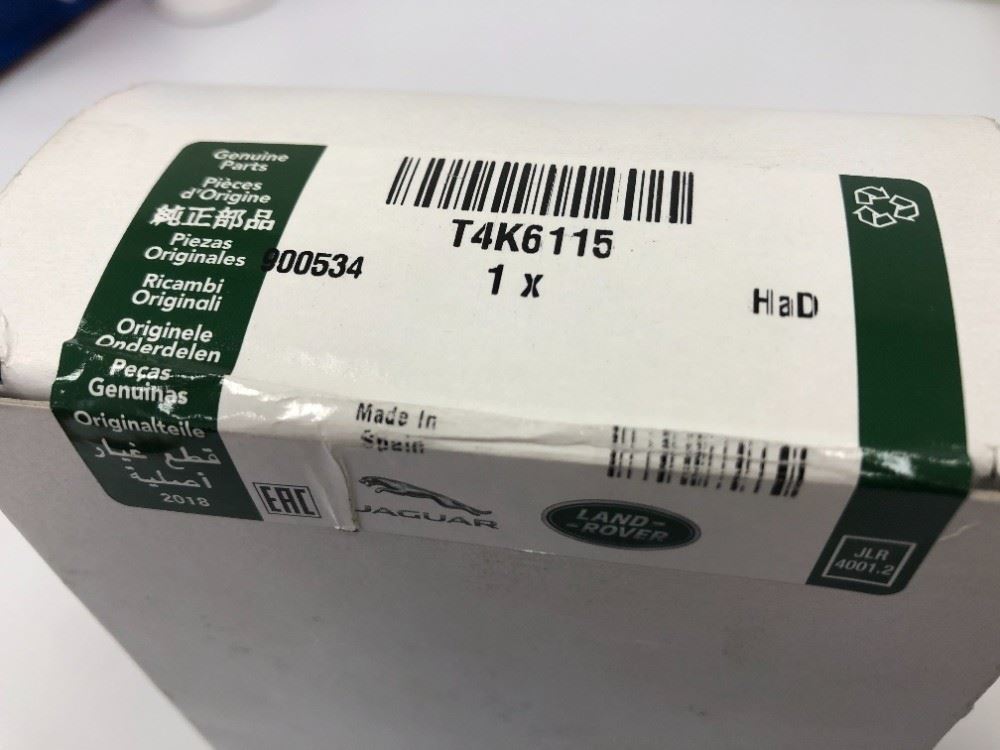 Genuine
Parts
Pièces
d'Origine
純正部品
Piezas
Originales
Ricambi
Originali
Originele
Onderdelen
Peças
Genuínas
Originalteile
قطع غيار
أصلية
2018
900534
T4K6115
1 x
HaD
Made In
Spain
EAC
JAGUAR
LAND-
-ROVER
JLR
4001.2